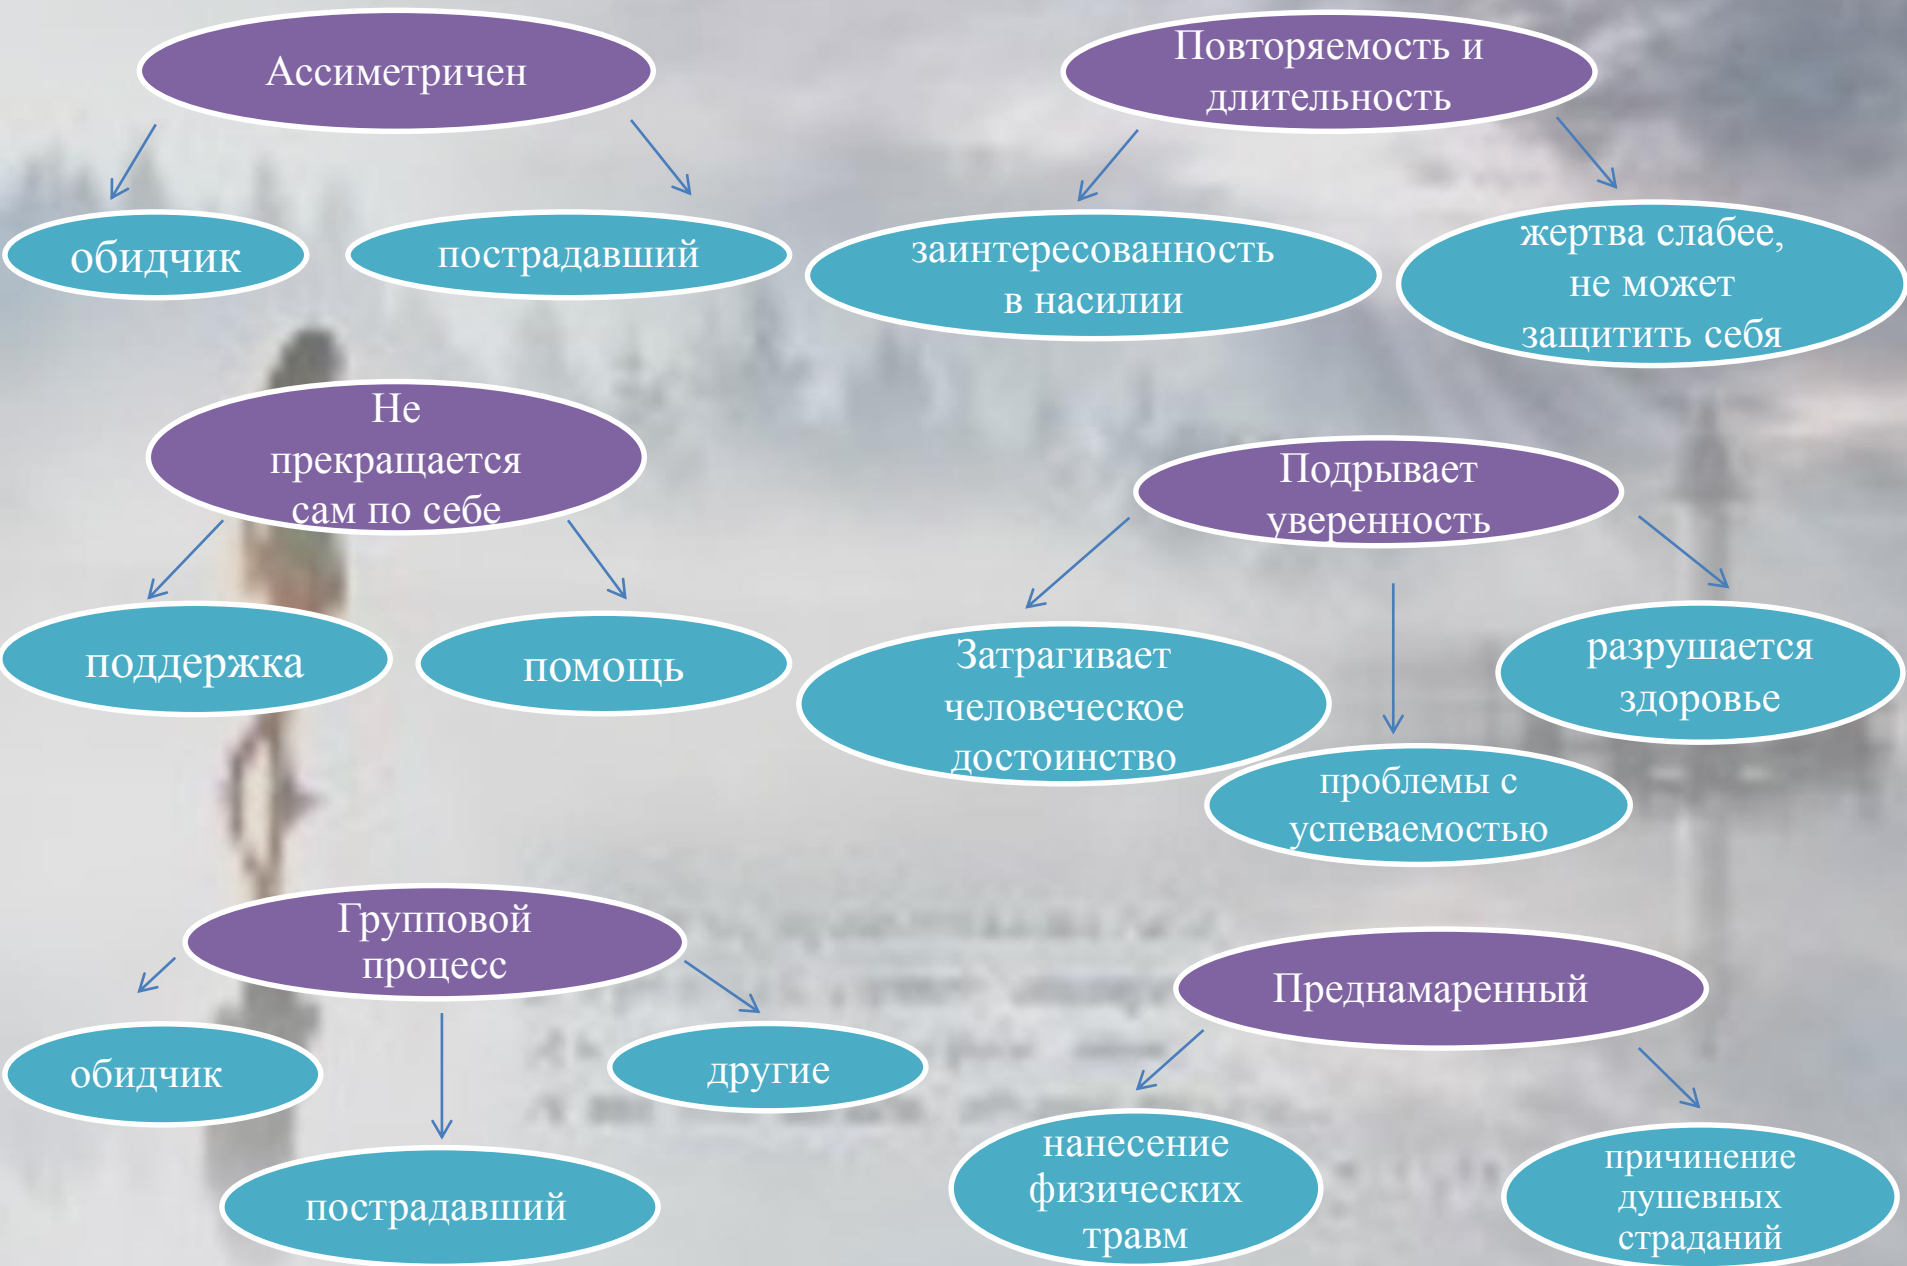 Ассиметричен
обидчик
пострадавший
Повторяемость и
длительность
заинтересованность
в насилии
жертва слабее,
не может
защитить себя
Не
прекращается
сам по себе
поддержка
помощь
Подрывает
уверенность
Затрагивает
человеческое
достоинство
проблемы с
успеваемостью
разрушается
здоровье
Групповой
процесс
обидчик
пострадавший
другие
Преднамаренный
нанесение
физических
травм
причинение
душевных
страданий